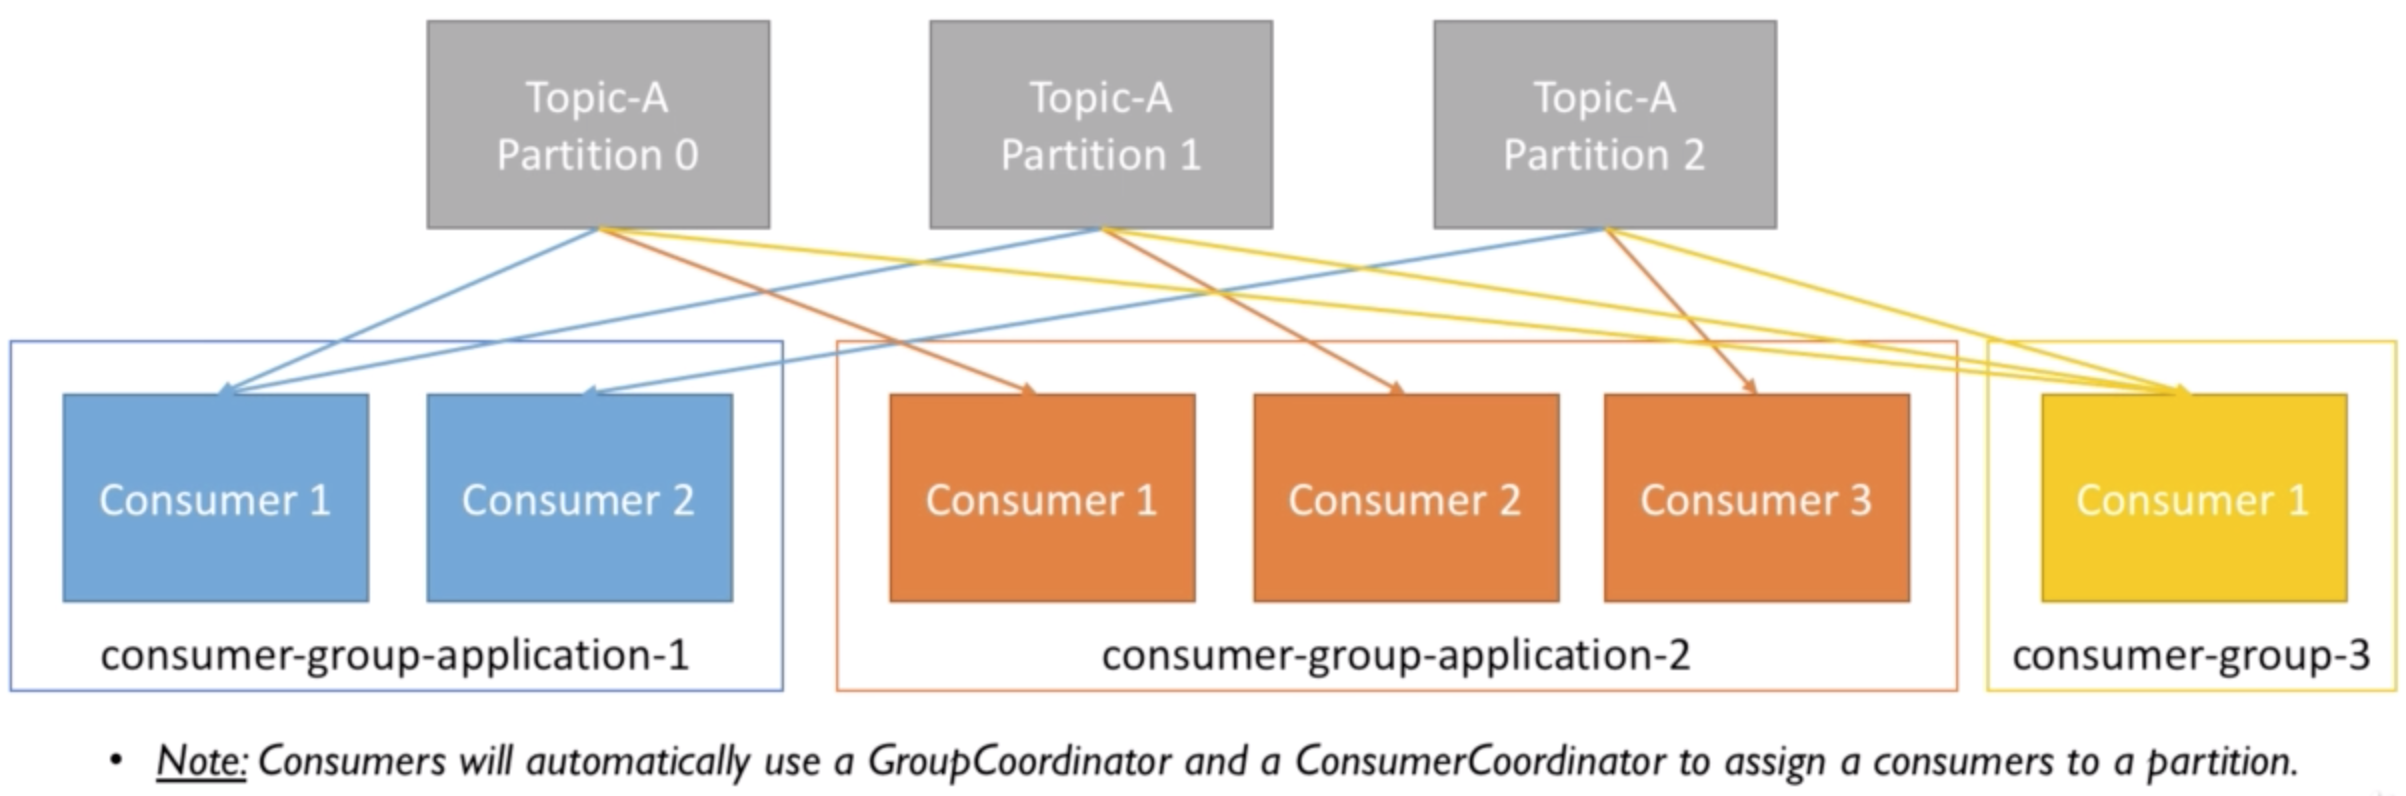 Topic-A
Partition 0
Topic-A
Partition 1
Topic-A
Partition 2
Consumer 1
Consumer 2
consumer-group-application-1
Consumer 1
Consumer 2
Consumer 3
consumer-group-application-2
Consumer 1
consumer-group-3
• Note: Consumers will automatically use a GroupCoordinator and a ConsumerCoordinator to assign a consumers to a partition.